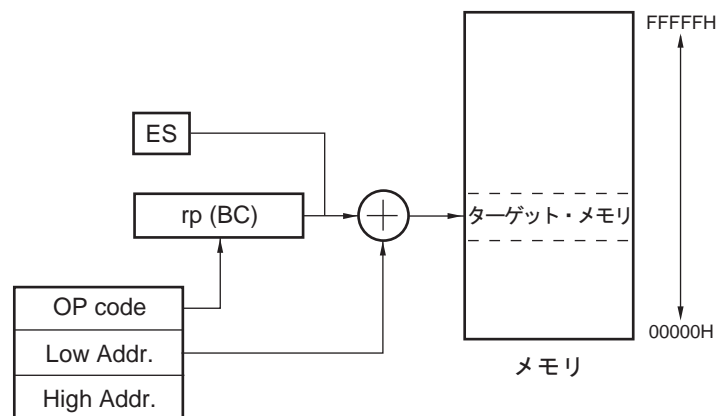 FFFFFH
ES
rp (BC)
ターゲット・メモリ
OP code
Low Addr.
High Addr.
00000H
メモリ